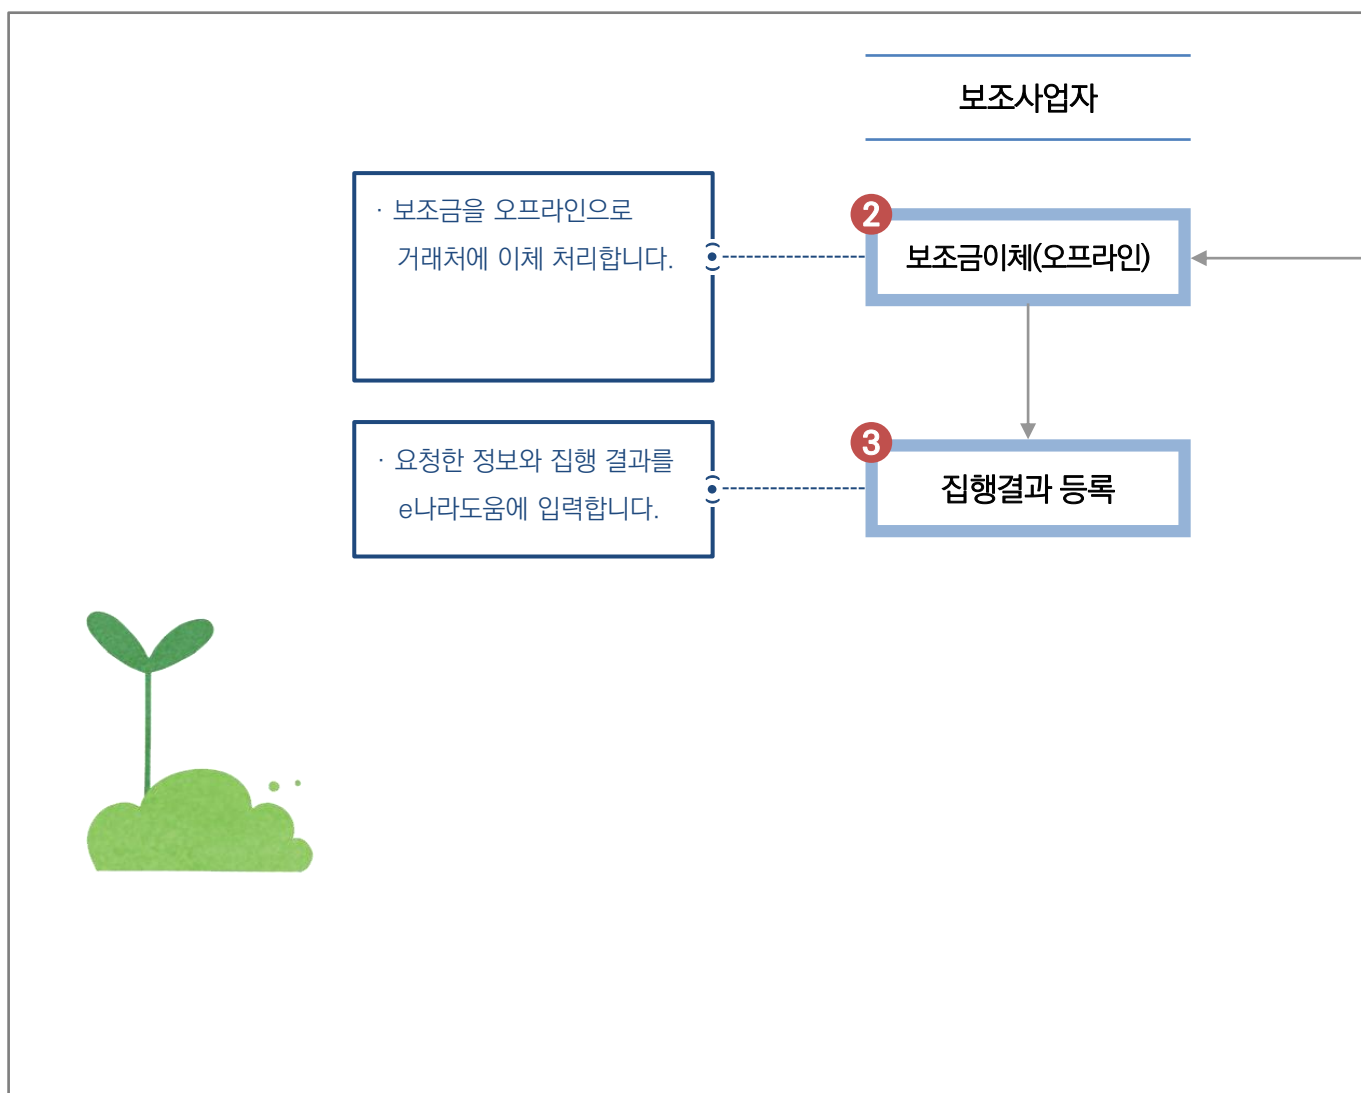 보조사업자
· 보조금을 오프라인으로
거래처에 이체 처리합니다.
2
보조금이체(오프라인)
· 요청한 정보와 집행 결과를
e나라도움에 입력합니다.
3
집행결과 등록